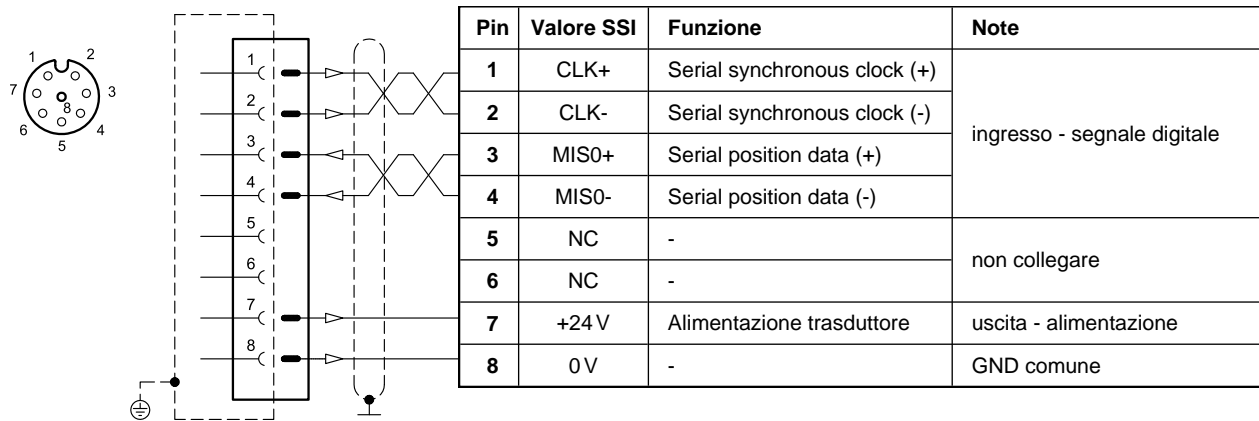 1
2
3
4
5
6
7
8
1
2
3
4
5
6
7
8
Pin Valore SSI Funzione Note
1 CLK+ Serial synchronous clock (+)
2 CLK- Serial synchronous clock (-)
ingresso - segnale digitale
3 MIS0+ Serial position data (+)
4 MIS0- Serial position data (-)
5 NC -
non collegare
6 NC -
7 +24 V Alimentazione trasduttore uscita - alimentazione
8 0 V - GND comune